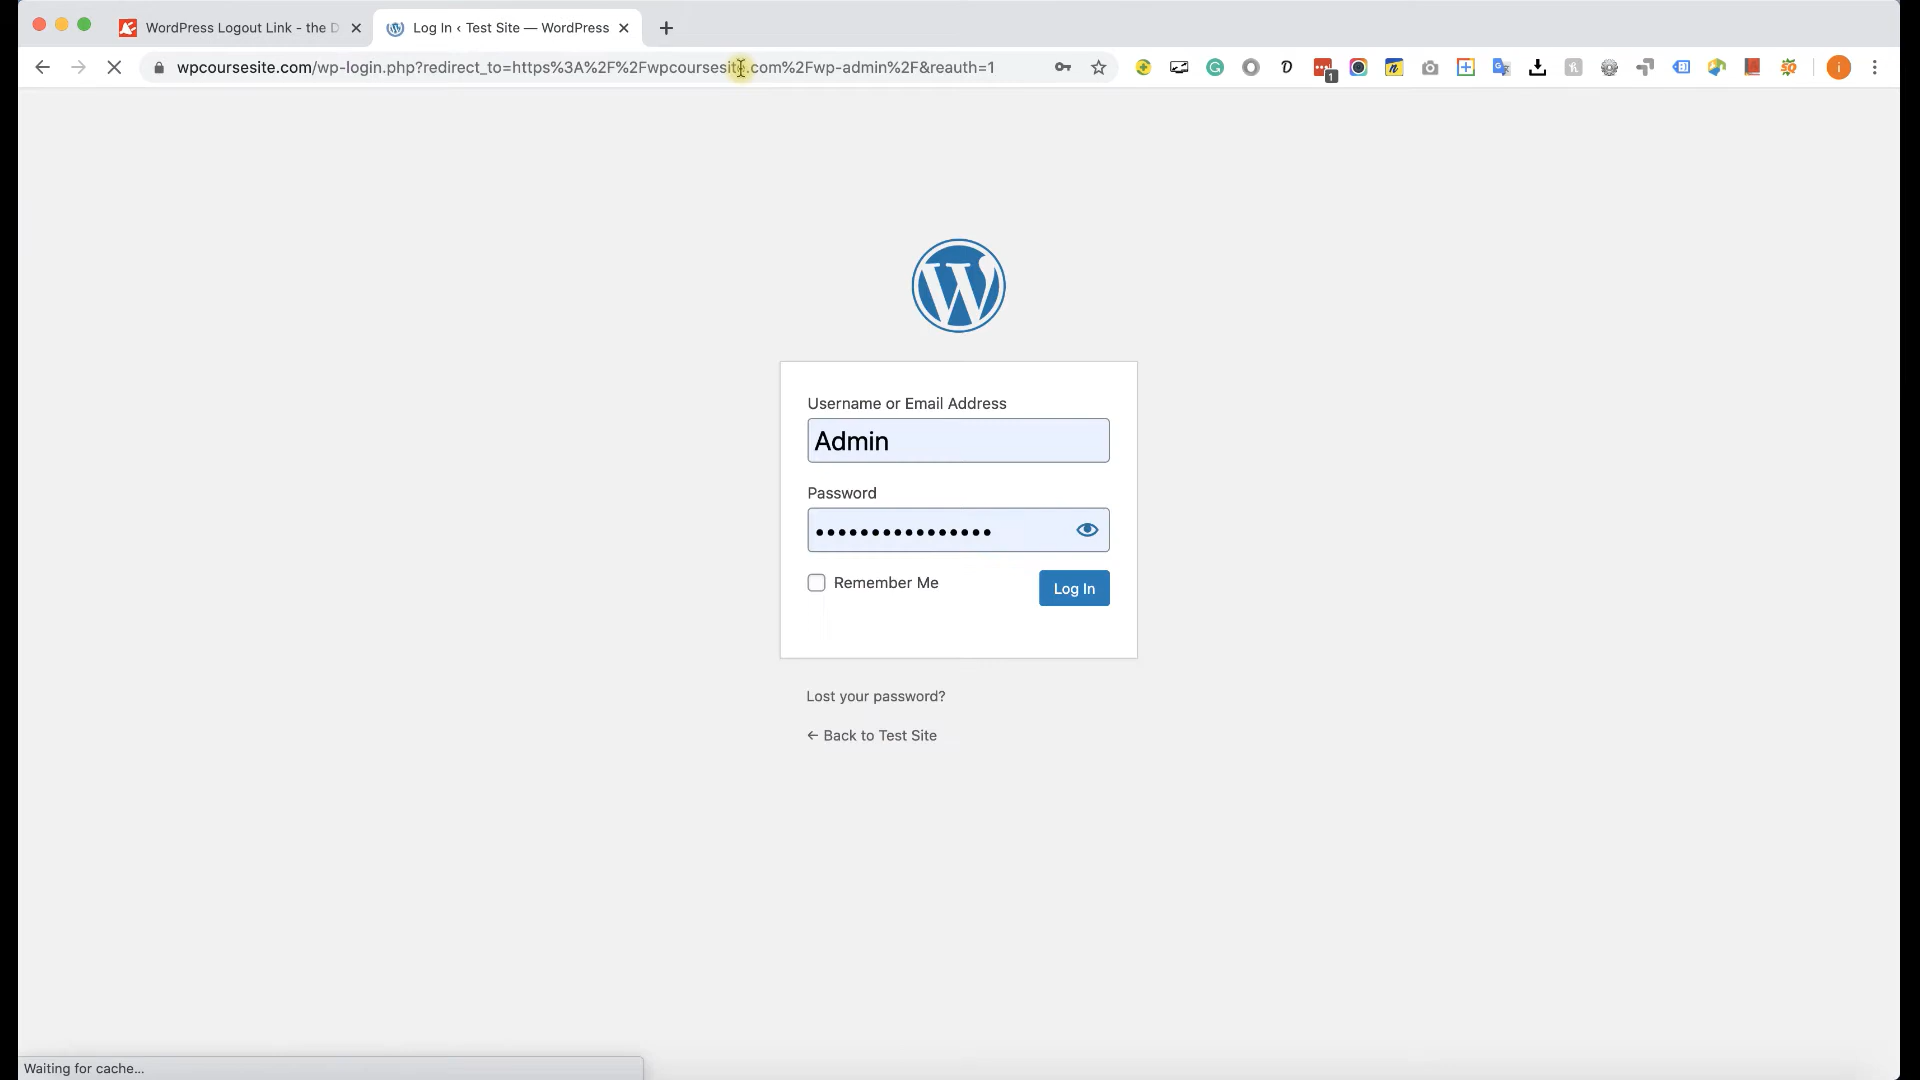 WordPress Logout Link - the D
Log In ‹ Test Site — WordPress
wpcoursesite.com/wp-login.php?redirect_to=https%3A%2F%2Fwpcoursesite.com%2Fwp-admin%2F&reauth=1
1
i
Username or Email Address
Admin
Password
Remember Me
Log In
Lost your password?
← Back to Test Site
Waiting for cache...